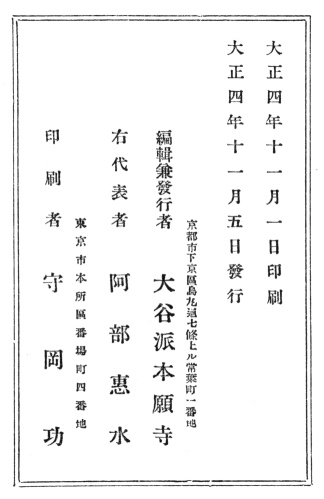 大正四年十一月一日印刷
大正四年十一月五日發行
京都市下京區烏丸通七條上ル常葉町一番地
編輯兼發行者 大谷派本願寺
右代表者 阿部惠水
東京市本所區番場町四番地
印刷者 守岡功